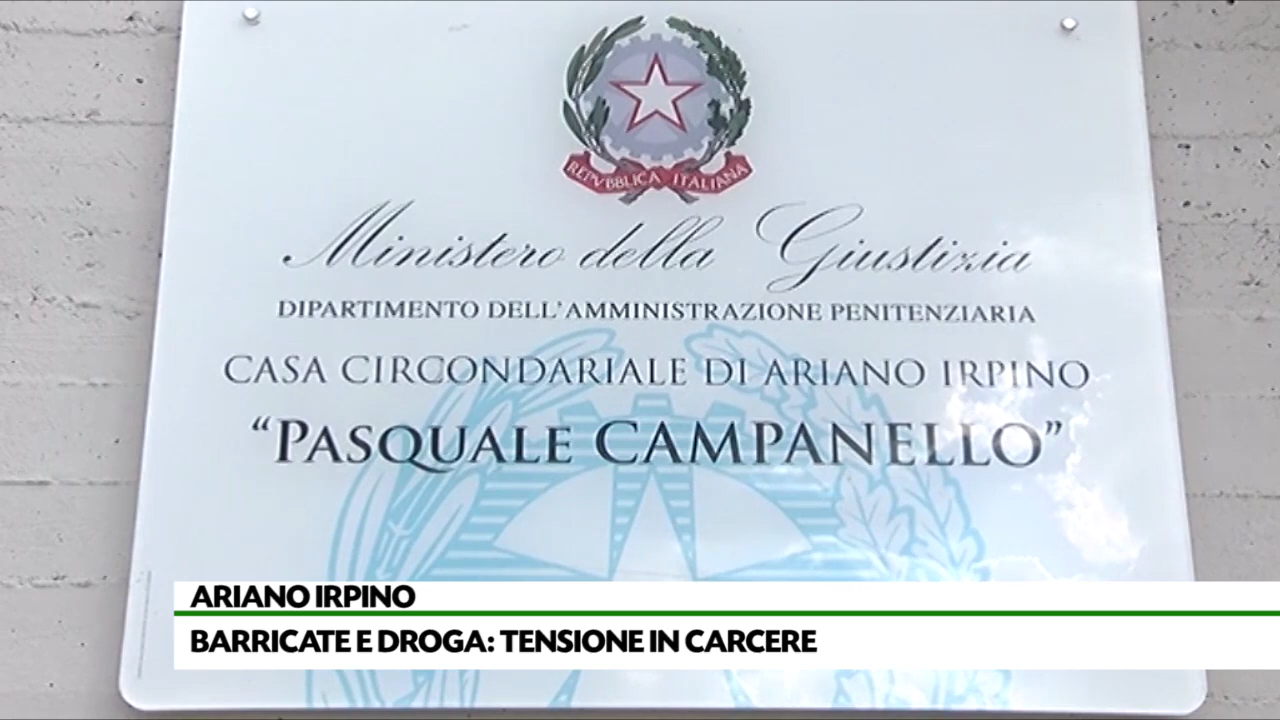 REPVBBLICA ITALIANA
Ministero della Giustizia
DIPARTIMENTO DELL'AMMINISTRAZIONE PENITENZIARIA
CASA CIRCONDARIALE DI ARIANO IRPINO
“PASQUALE CAMPANELLO”
ARIANO IRPINO
BARRICATE E DROGA: TENSIONE IN CARCERE